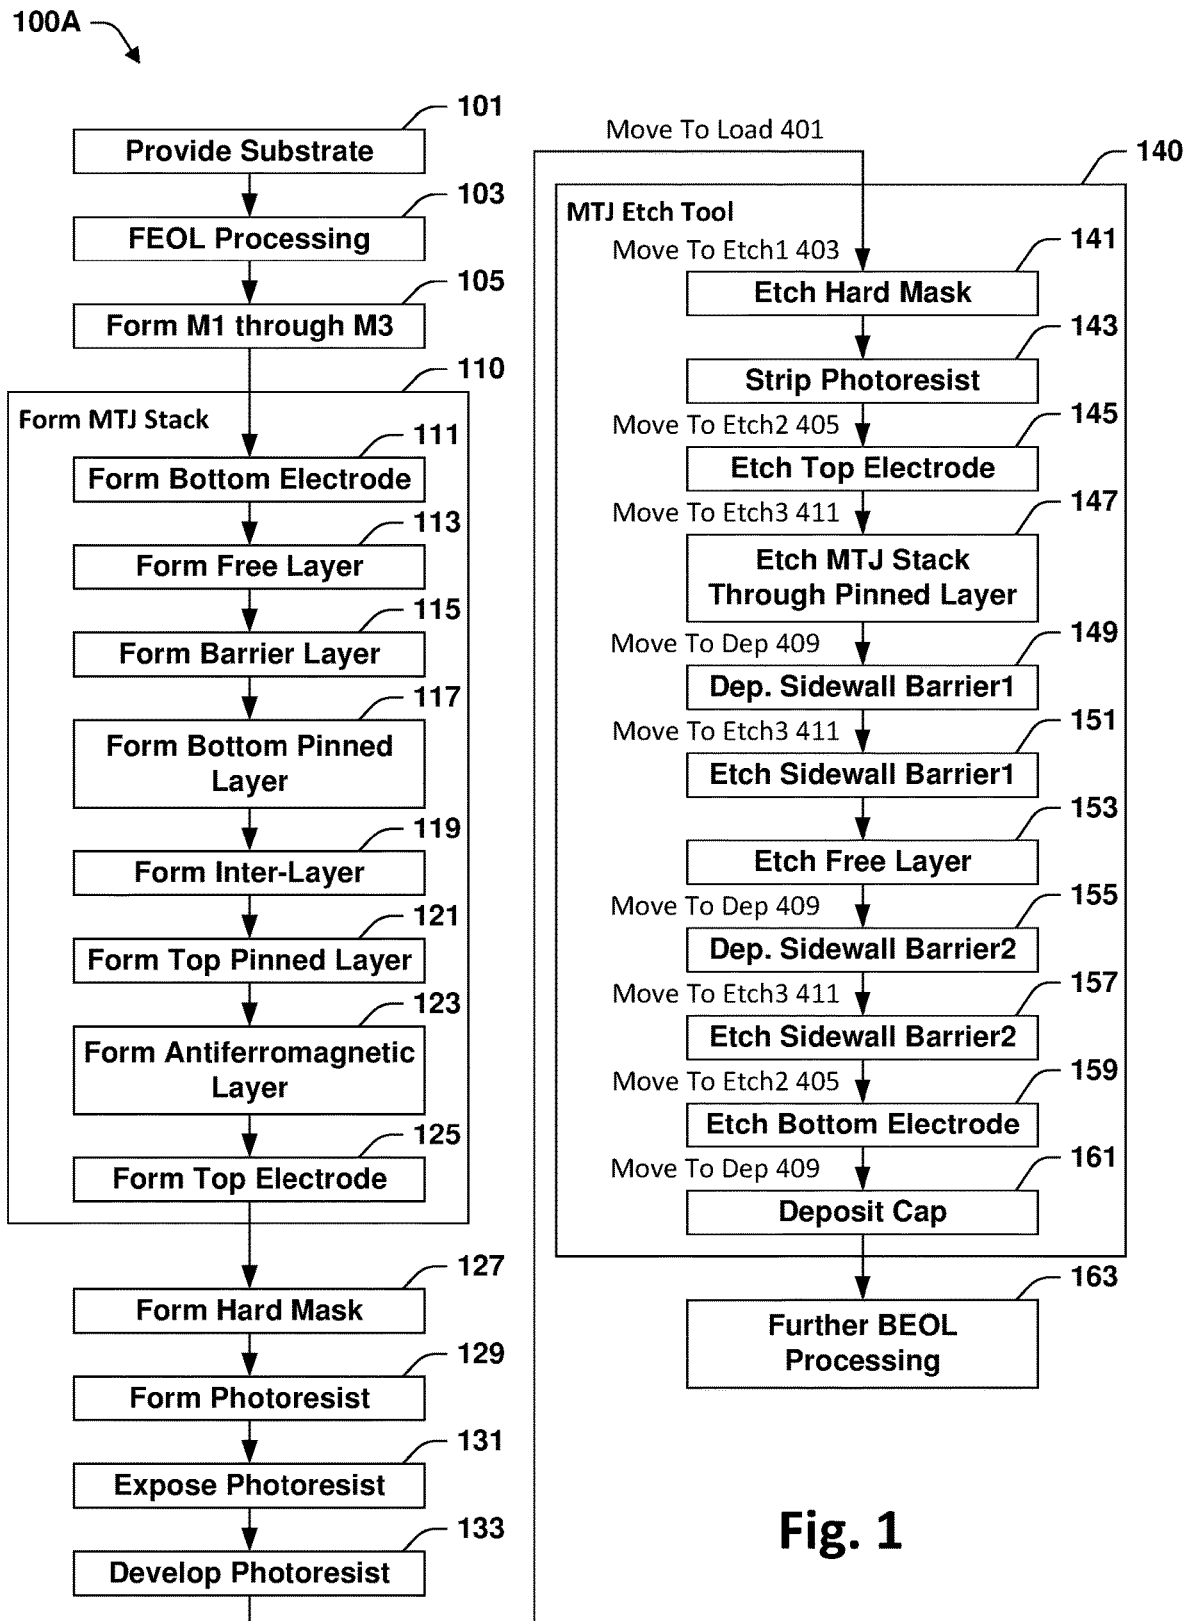 100A
101
Provide Substrate
103
FEOL Processing
105
Form M1 through M3
110
Form MTJ Stack
111
Form Bottom Electrode
113
Form Free Layer
115
Form Barrier Layer
117
Form Bottom Pinned
Layer
119
Form Inter-Layer
121
Form Top Pinned Layer
123
Form Antiferromagnetic
Layer
125
Form Top Electrode
127
Form Hard Mask
129
Form Photoresist
131
Expose Photoresist
133
Develop Photoresist
Move To Load 401
140
MTJ Etch Tool
Move To Etch1 403
141
Etch Hard Mask
143
Strip Photoresist
Move To Etch2 405
145
Etch Top Electrode
Move To Etch3 411
147
Etch MTJ Stack
Through Pinned Layer
Move To Dep 409
149
Dep. Sidewall Barrier1
Move To Etch3 411
151
Etch Sidewall Barrier1
153
Etch Free Layer
Move To Dep 409
155
Dep. Sidewall Barrier2
Move To Etch3 411
157
Etch Sidewall Barrier2
Move To Etch2 405
159
Etch Bottom Electrode
Move To Dep 409
161
Deposit Cap
163
Further BEOL
Processing
Fig. 1